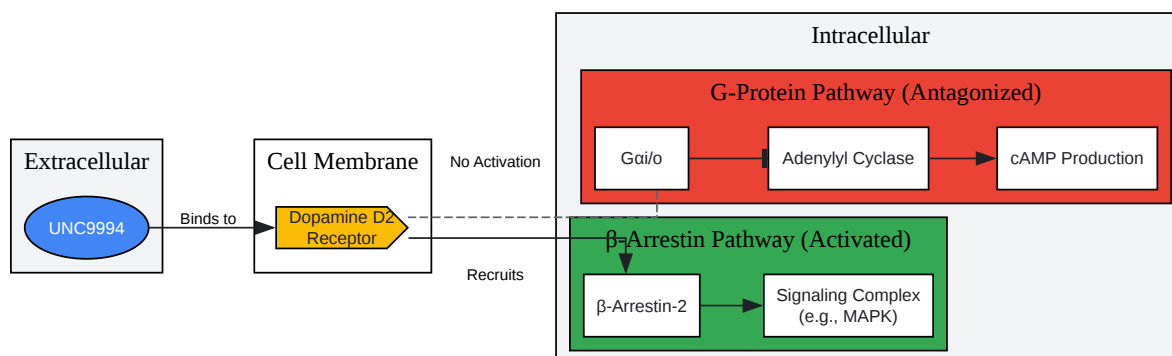 Intracellular
G-Protein Pathway (Antagonized)
Gαi/o
Adenylyl Cyclase
cAMP Production
Extracellular
UNC9994
Binds to
Cell Membrane
Dopamine D2
Receptor
No Activation
Recruits
β-Arrestin Pathway (Activated)
β-Arrestin-2
Signaling Complex
(e.g., MAPK)